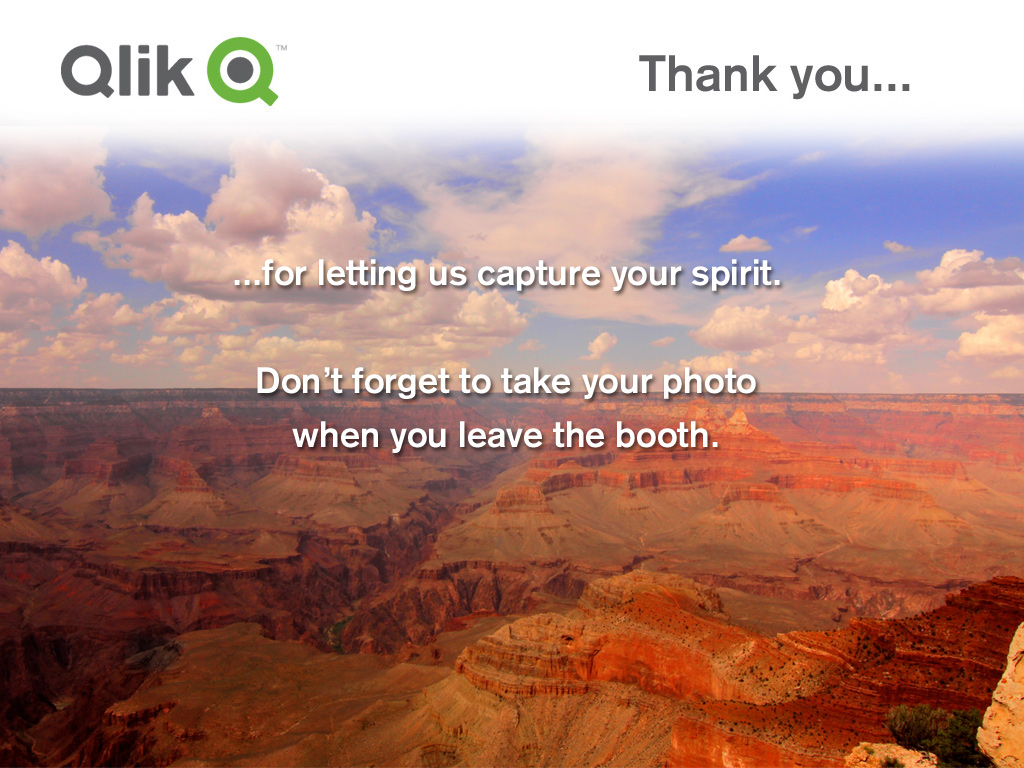 Qlik ™
Thank you...
...for letting us capture your spirit.
Don’t forget to take your photo
when you leave the booth.